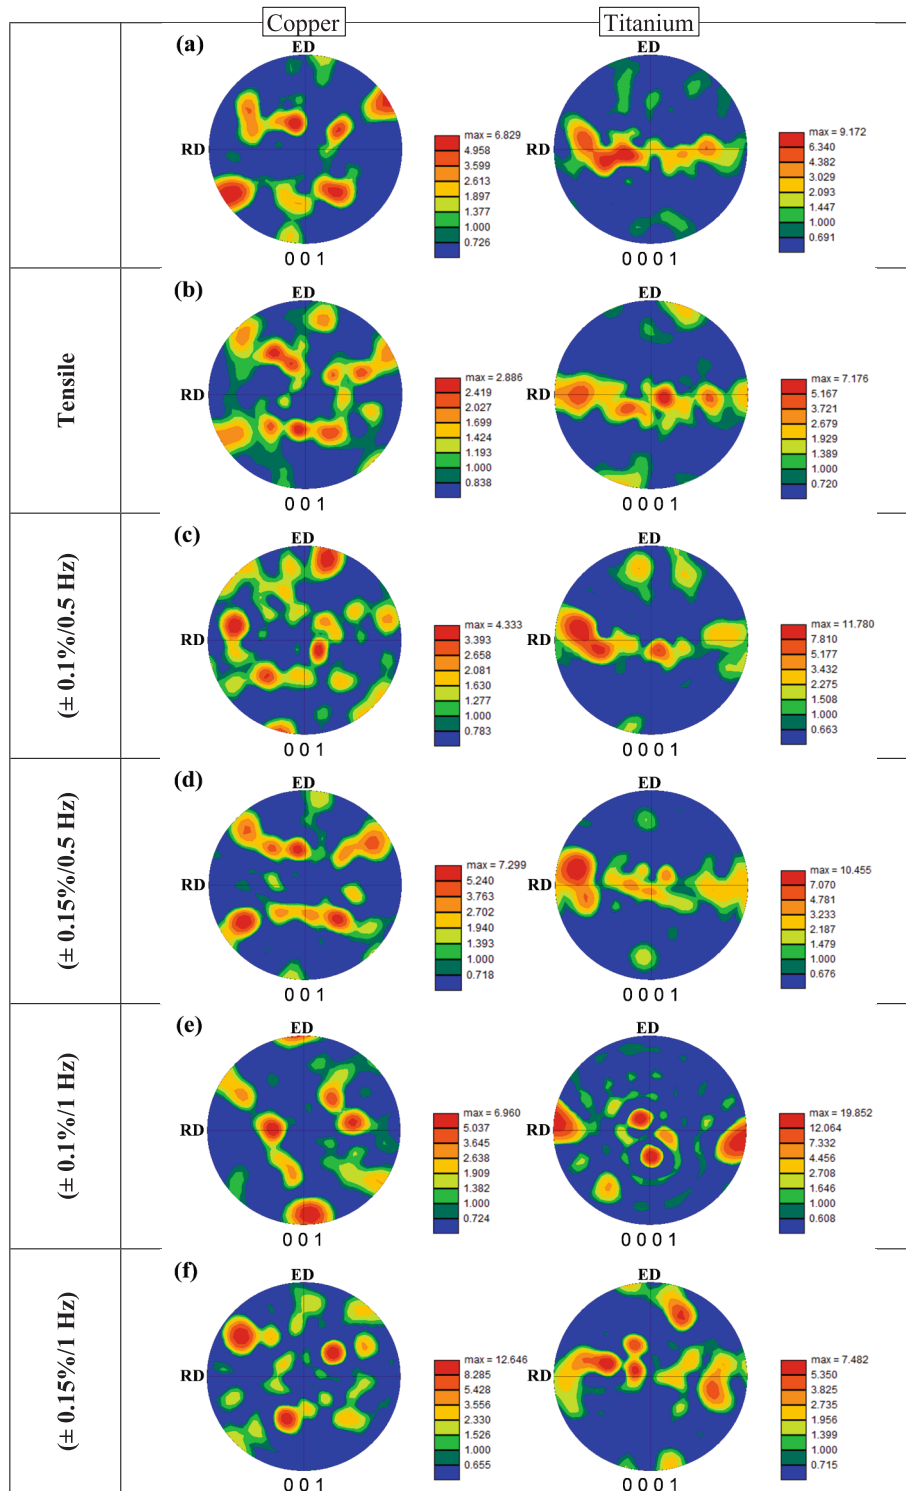 Copper
Titanium
(a)
ED
ED
RD
max = 6.829
4.958
3.599
2.613
1.897
1.377
1.000
0.726
RD
max = 9.172
6.340
4.382
3.029
2.093
1.447
1.000
0.691
0 0 1
0 0 0 1
Tensile
(b)
ED
ED
RD
max = 2.886
2.419
2.027
1.699
1.424
1.193
1.000
0.838
RD
max = 7.176
5.167
3.721
2.679
1.929
1.389
1.000
0.720
0 0 1
0 0 0 1
(± 0.1%/0.5 Hz)
(c)
ED
ED
RD
max = 4.333
3.393
2.658
2.081
1.630
1.277
1.000
0.783
RD
max = 11.780
7.810
5.177
3.432
2.275
1.508
1.000
0.663
0 0 1
0 0 0 1
(± 0.15%/0.5 Hz)
(d)
ED
ED
RD
max = 7.299
5.240
3.763
2.702
1.940
1.393
1.000
0.718
RD
max = 10.455
7.070
4.781
3.233
2.187
1.479
1.000
0.676
0 0 1
0 0 0 1
(± 0.1%/1 Hz)
(e)
ED
ED
RD
max = 6.960
5.037
3.645
2.638
1.909
1.382
1.000
0.724
RD
max = 19.852
12.064
7.332
4.456
2.708
1.646
1.000
0.608
0 0 1
0 0 0 1
(± 0.15%/1 Hz)
(f)
ED
ED
RD
max = 12.646
8.285
5.428
3.556
2.330
1.526
1.000
0.655
RD
max = 7.482
5.350
3.825
2.735
1.956
1.399
1.000
0.715
0 0 1
0 0 0 1